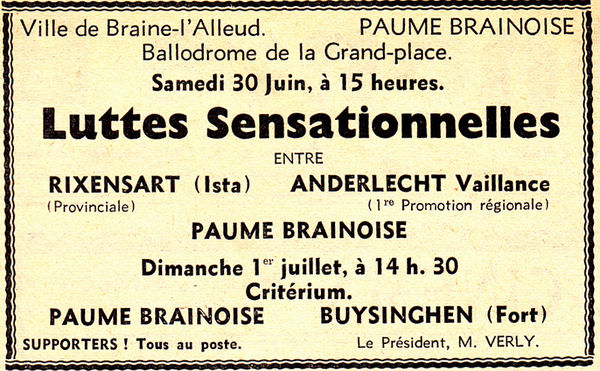 Ville de Braine-l'Alleud. PAUME BRAINOISE
Ballodrome de la Grand-place.
Samedi 30 Juin, à 15 heures.
Luttes Sensationnelles
ENTRE
RIXENSART (Ista) ANDERLECHT Vaillance
(Provinciale) (1re Promotion régionale)
PAUME BRAINOISE
Dimanche 1er juillet, à 14 h. 30
Critérium.
PAUME BRAINOISE BUYSINGHEN (Fort)
SUPPORTERS ! Tous au poste. Le Président, M. VERLY.